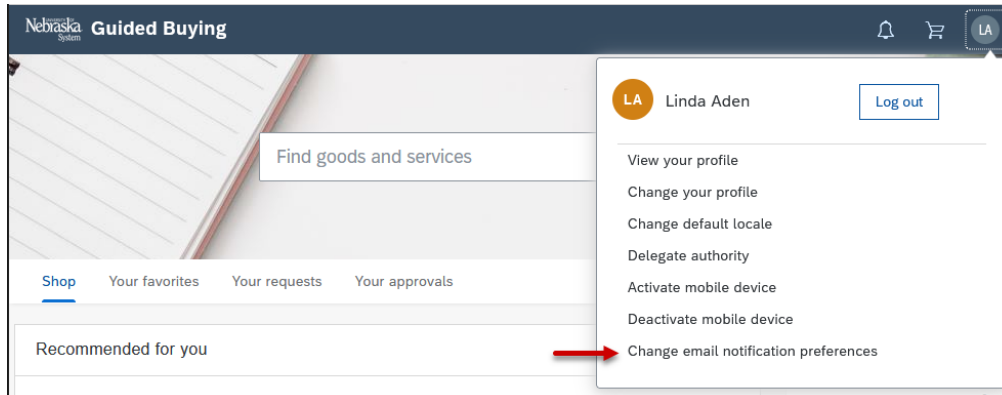 UNIVERSITY OF
Nebraska Guided Buying
System
LA
LA Linda Aden Log out
Find goods and services
View your profile
Change your profile
Change default locale
Delegate authority
Shop Your favorites Your requests Your approvals
Activate mobile device
Deactivate mobile device
Recommended for you
Change email notification preferences